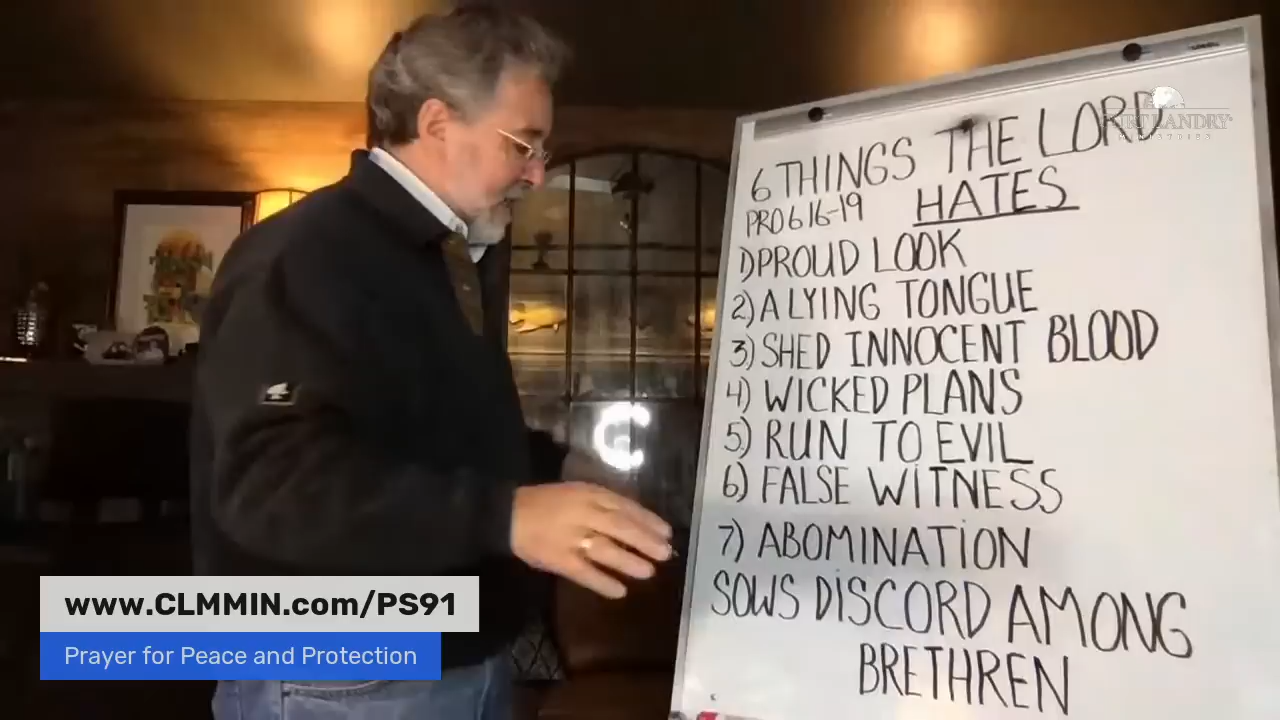 6 THINGS THE LORD
PRO 6 16-19 HATES
1) PROUD LOOK
2) A LYING TONGUE
3) SHED INNOCENT BLOOD
4) WICKED PLANS
5) RUN TO EVIL
6) FALSE WITNESS
7) ABOMINATION
SOWS DISCORD AMONG
BRETHREN
LANDRY
www.CLMMIN.com/PS91
Prayer for Peace and Protection